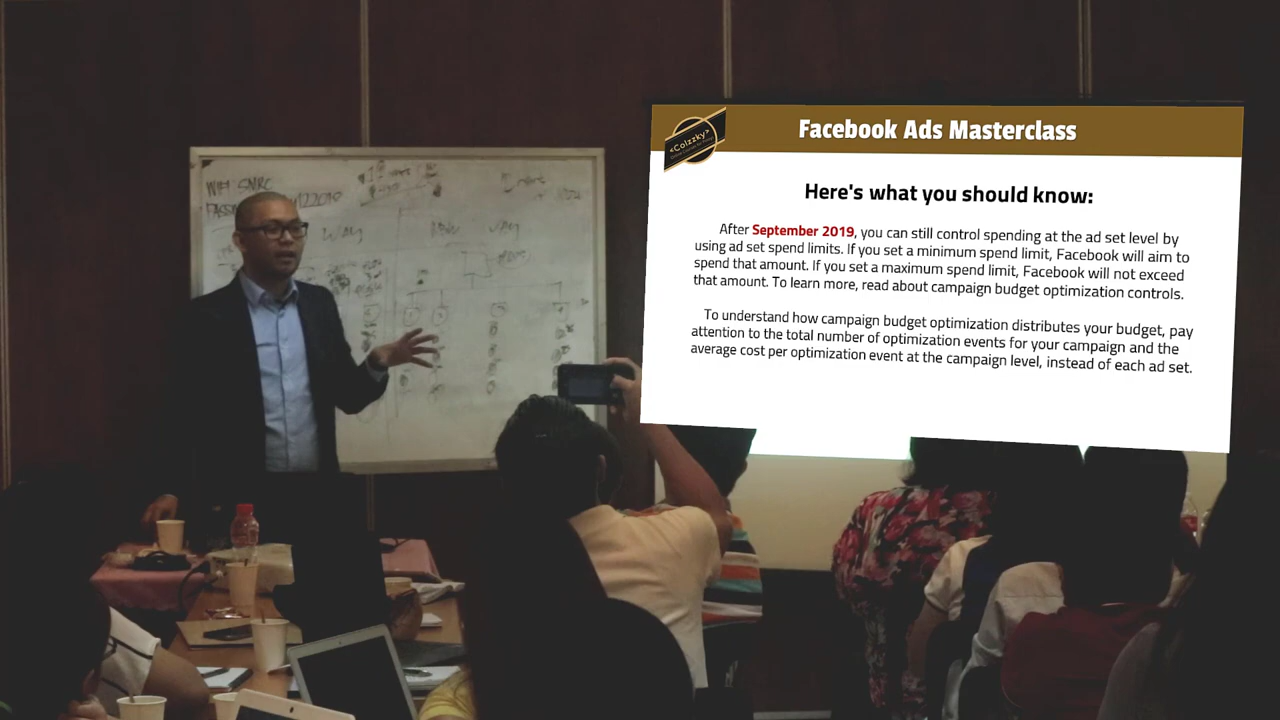 Facebook Ads Masterclass
<Colzzky>
Here's what you should know:
After September 2019, you can still control spending at the ad set level by
using ad set spend limits. If you set a minimum spend limit, Facebook will aim to
spend that amount. If you set a maximum spend limit, Facebook will not exceed
that amount. To learn more, read about campaign budget optimization controls.
To understand how campaign budget optimization distributes your budget, pay
attention to the total number of optimization events for your campaign and the
average cost per optimization event at the campaign level, instead of each ad set.
WIFI
WAY
WAY